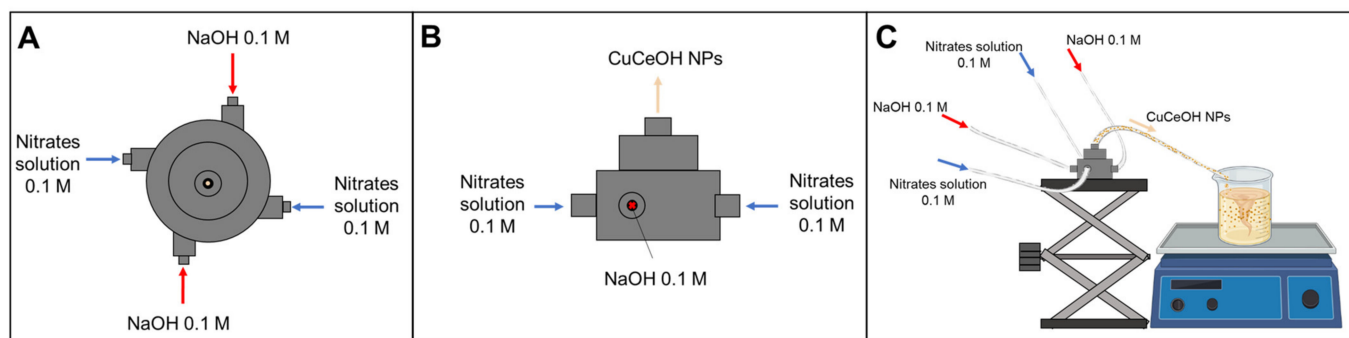 A
NaOH 0.1 M
Nitrates
solution
0.1 M
Nitrates
solution
0.1 M
NaOH 0.1 M
B
CuCeOH NPs
Nitrates
solution
0.1 M
Nitrates
solution
0.1 M
NaOH 0.1 M
C
Nitrates solution
0.1 M
NaOH 0.1 M
NaOH 0.1 M
CuCeOH NPs
Nitrates solution
0.1 M